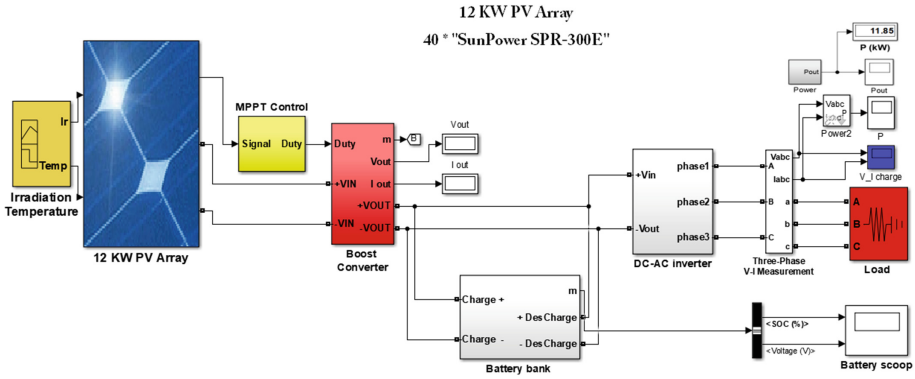 12 KW PV Array
40 * "SunPower SPR-300E"
11.85
P (kW)
Pout
Power
Pout
Vabc
P
Power2
P
Ir
Temp
Irradiation
Temperature
12 KW PV Array
MPPT Control
Signal Duty
Duty
m
B
Vout
Vout
I out
I out
+VIN
+VOUT
-VIN
-VOUT
Boost
Converter
+Vin
-Vout
phase1
phase2
phase3
DC-AC inverter
Vabc
A
Iabc
B
a
b
C
c
Three-Phase
V-I Measurement
V_I charge
A
B
C
Load
Charge +
Charge -
m
+ DesCharge
- DesCharge
Battery bank
<SOC (%)>
<Voltage (V)>
Battery scoop